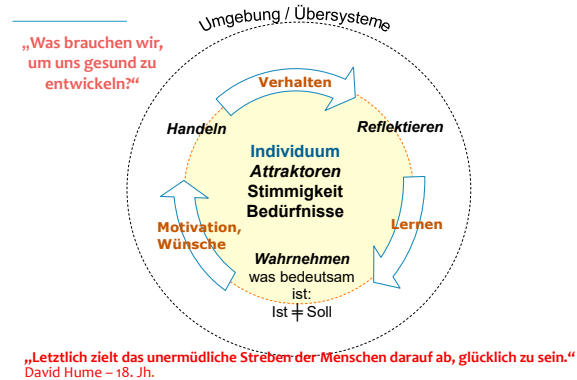 Umgebung / Übersysteme
„Was brauchen wir,
um uns gesund zu
entwickeln?“
Verhalten
Handeln
Reflektieren
Individuum
Attraktoren
Stimmigkeit
Bedürfnisse
Motivation,
Wünsche
Lernen
Wahrnehmen
was bedeutsam
ist:
Ist ╪ Soll
„Letztlich zielt das unermüdliche Streben der Menschen darauf ab, glücklich zu sein.“
David Hume – 18. Jh.